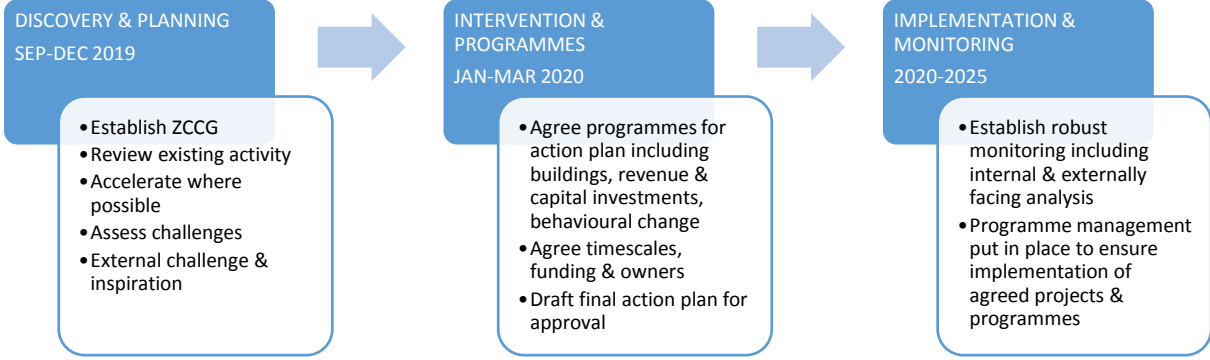 DISCOVERY & PLANNING
SEP-DEC 2019
•Establish ZCCG
•Review existing activity
•Accelerate where
possible
•Assess challenges
•External challenge &
inspiration
INTERVENTION &
PROGRAMMES
JAN-MAR 2020
•Agree programmes for
action plan including
buildings, revenue &
capital investments,
behavioural change
•Agree timescales,
funding & owners
•Draft final action plan for
approval
IMPLEMENTATION &
MONITORING
2020-2025
•Establish robust
monitoring including
internal & externally
facing analysis
•Programme management
put in place to ensure
implementation of
agreed projects &
programmes